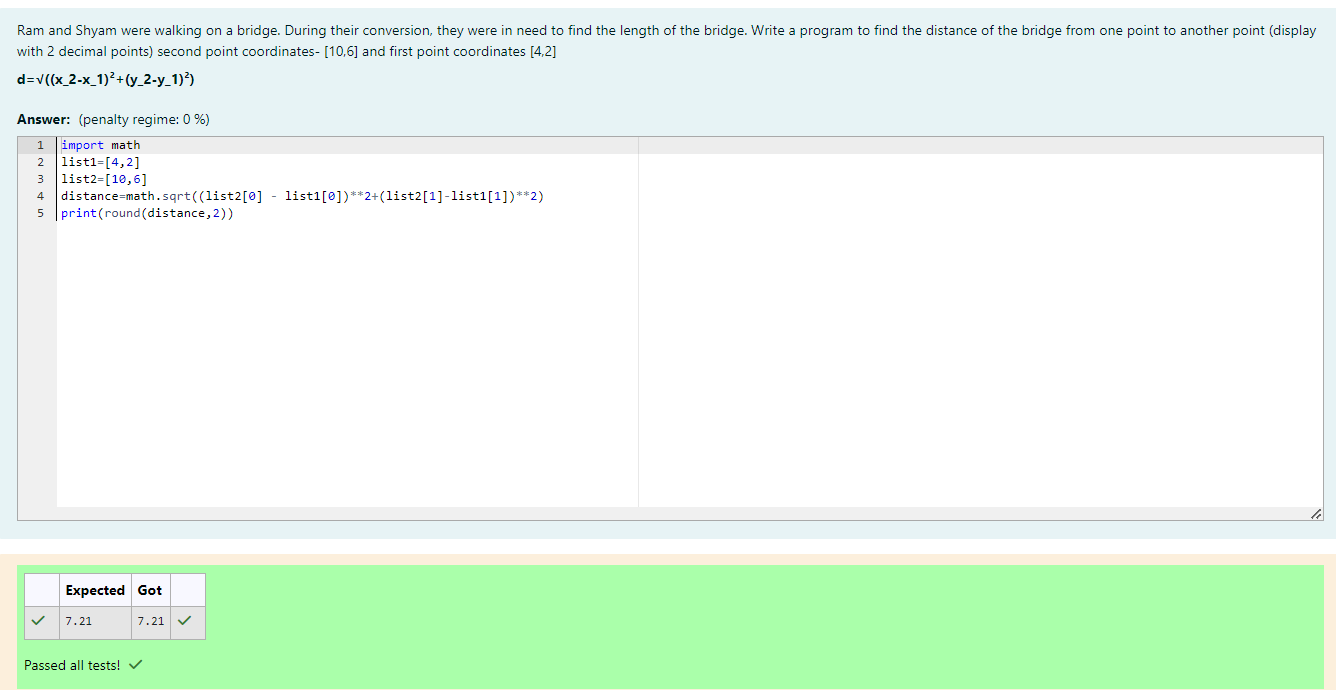 Ram and Shyam were walking on a bridge. During their conversion, they were in need to find the length of the bridge. Write a program to find the distance of the bridge from one point to another point (display
with 2 decimal points) second point coordinates- [10,6] and first point coordinates [4,2]
d=√((x_2-x_1)²+(y_2-y_1)²)
Answer: (penalty regime: 0 %)
1 import math
2 list1=[4,2]
3 list2=[10,6]
4 distance=math.sqrt((list2[0] - list1[0])**2+(list2[1]-list1[1])**2)
5 print(round(distance,2))
Expected Got
7.21 7.21
Passed all tests!